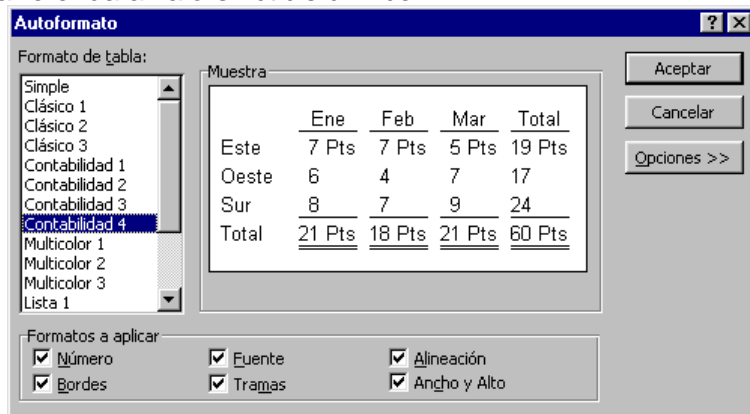 Autoformato
Formato de tabla:
Simple
Clásico 1
Clásico 2
Clásico 3
Contabilidad 1
Contabilidad 2
Contabilidad 3
Contabilidad 4
Multicolor 1
Multicolor 2
Multicolor 3
Lista 1
Muestra
Ene Feb Mar Total
Este 7 Pts 7 Pts 5 Pts 19 Pts
Oeste 6 4 7 17
Sur 8 7 9 24
Total 21 Pts 18 Pts 21 Pts 60 Pts
Aceptar
Cancelar
Opciones >>
Formatos a aplicar
Número Fuente Alineación
Bordes Tramas Ancho y Alto